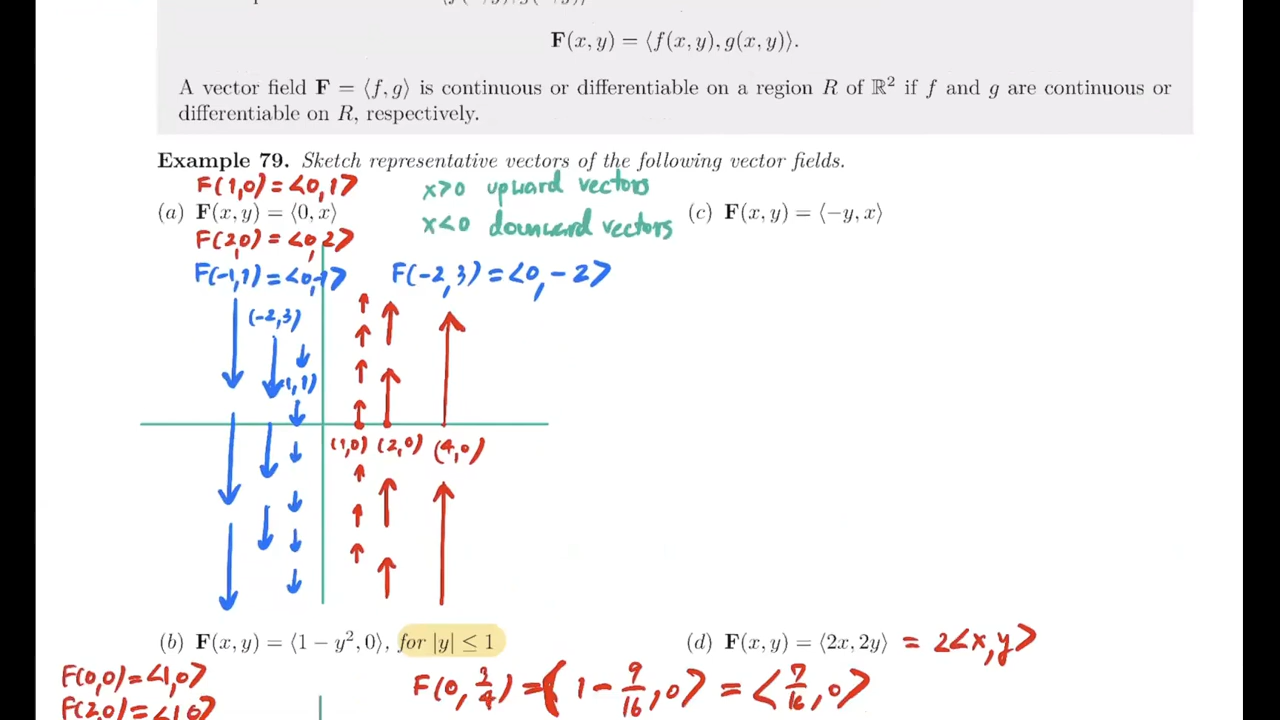 F(x, y) = ⟨f(x, y), g(x, y)⟩.
A vector field F = ⟨f, g⟩ is continuous or differentiable on a region R of ℝ² if f and g are continuous or
differentiable on R, respectively.
Example 79. Sketch representative vectors of the following vector fields.
F(1,0) = <0,1>
x>0 upward vectors
(a) F(x, y) = ⟨0, x⟩
x<0 downward vectors
(c) F(x, y) = ⟨−y, x⟩
F(2,0) = <0,2>
F(-1,1) = <0,-1>
F(-2,3) = <0,-2>
(-2,3)
(-1,1)
(1,0) (2,0) (4,0)
(b) F(x, y) = ⟨1 − y², 0⟩, for |y| ≤ 1
(d) F(x, y) = ⟨2x, 2y⟩ = 2<x,y>
F(0,0) = <1,0>
F(0, 3/4) = (1 - 9/16, 0> = <7/16, 0>
F(2,0) = <1,0>